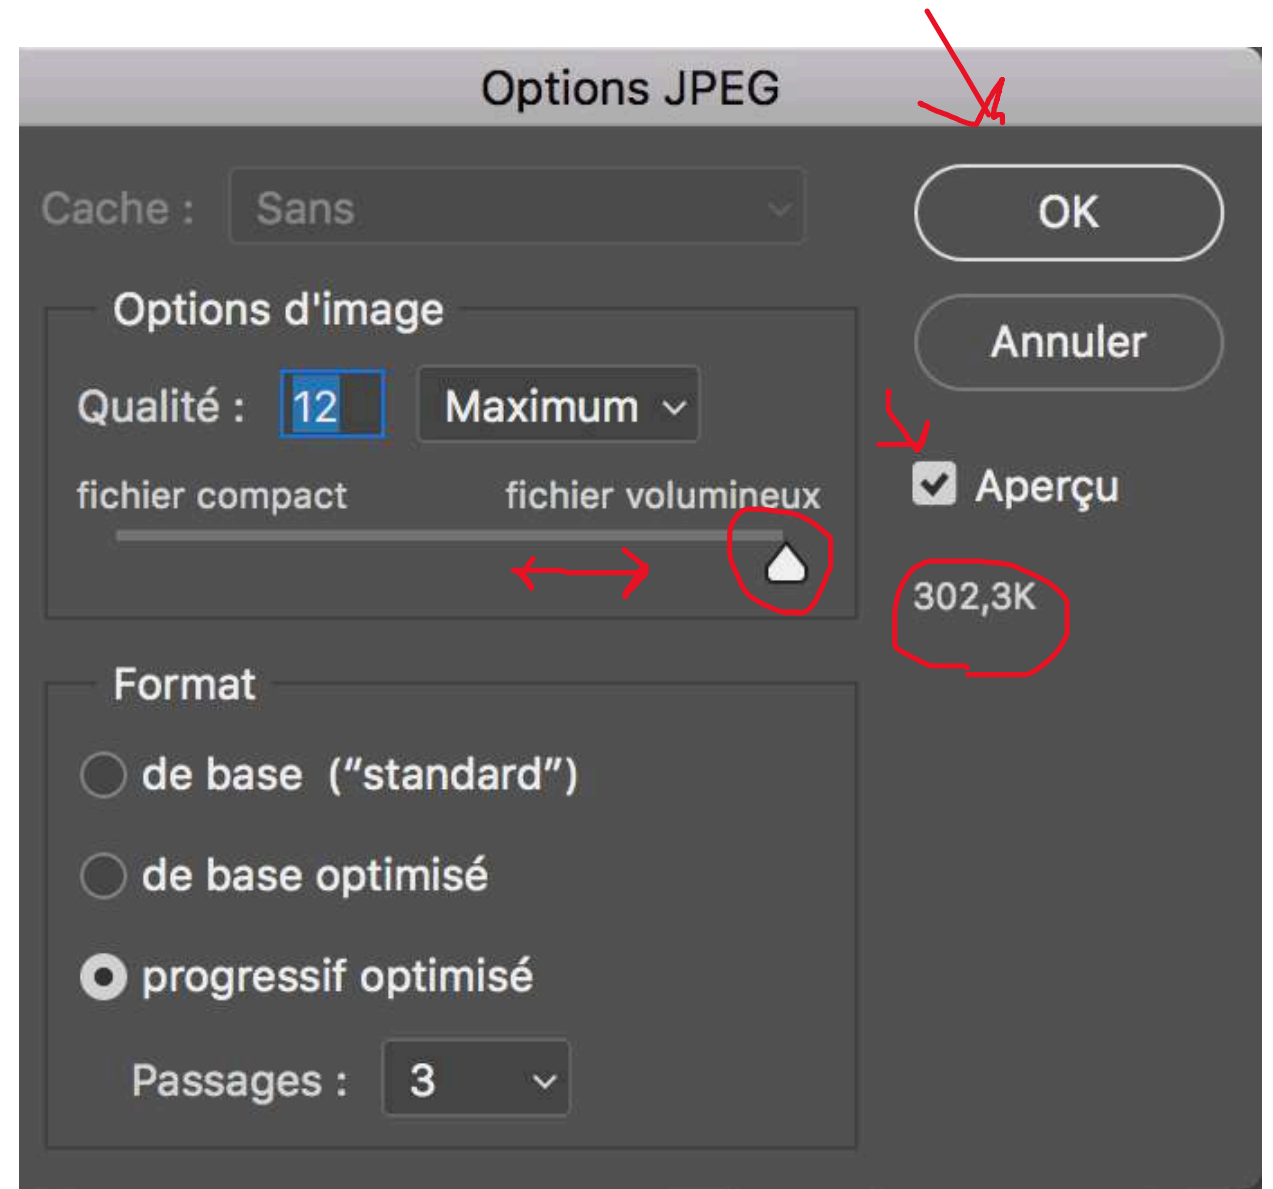 Options JPEG
Cache : Sans
OK
Options d'image
Annuler
Qualité : 12 Maximum
fichier compact fichier volumineux
Aperçu
302,3K
Format
de base (“standard”)
de base optimisé
progressif optimisé
Passages : 3